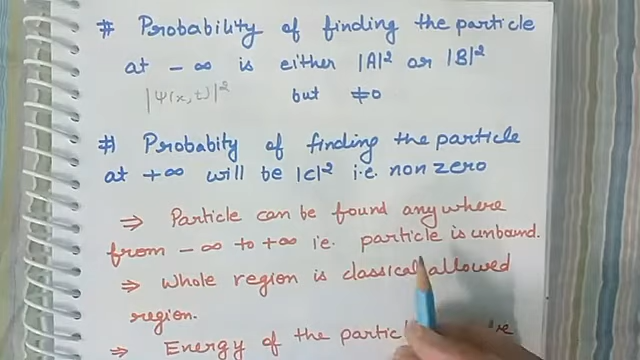 # Probability of finding the particle
at - ∞ is either |A|² or |B|²
|Ψ(x,t)|² but ≠0
# Probabity of finding the particle
at +∞ will be |c|² i.e. non zero
⇒ Particle can be found anywhere
from -∞ to +∞ i.e. particle is unbound.
⇒ Whole region is classical allowed
region.
⇒ Energy of the partic